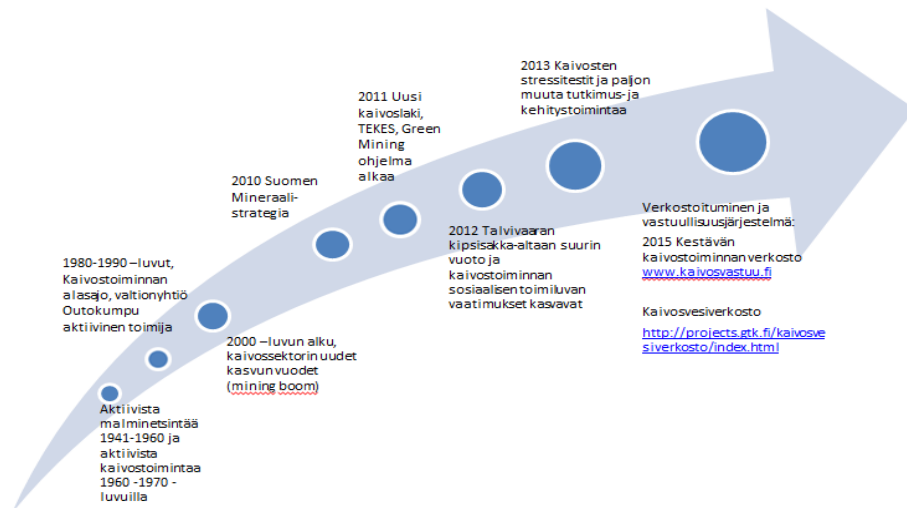 Aktiivista
malminetsintää
1941-1960 ja
aktiivista
kaivostoimintaa
1960 -1970 -
luvuilla
1980-1990 –luvut,
Kaivostoiminnan
alasajo, valtionyhtiö
Outokumpu
aktiivinen toimija
2000 –luvun alku,
kaivossektorin uudet
kasvun vuodet
(mining boom)
2010 Suomen
Mineraali-
strategia
2011 Uusi
kaivoslaki,
TEKES, Green
Mining
ohjelma
alkaa
2012 Talvivaaran
kipsisakka-altaan suurin
vuoto ja
kaivostoiminnan
sosiaalisen toimiluvan
vaatimukset kasvavat
2013 Kaivosten
stressitestit ja paljon
muuta tutkimus- ja
kehitystoimintaa
Verkostoituminen ja
vastuullisuusjärjestelmä:
2015 Kestävän
kaivostoiminnan verkosto
www.kaivosvastuu.fi
Kaivosvesiverkosto
http://projects.gtk.fi/kaivosve
siverkosto/index.html